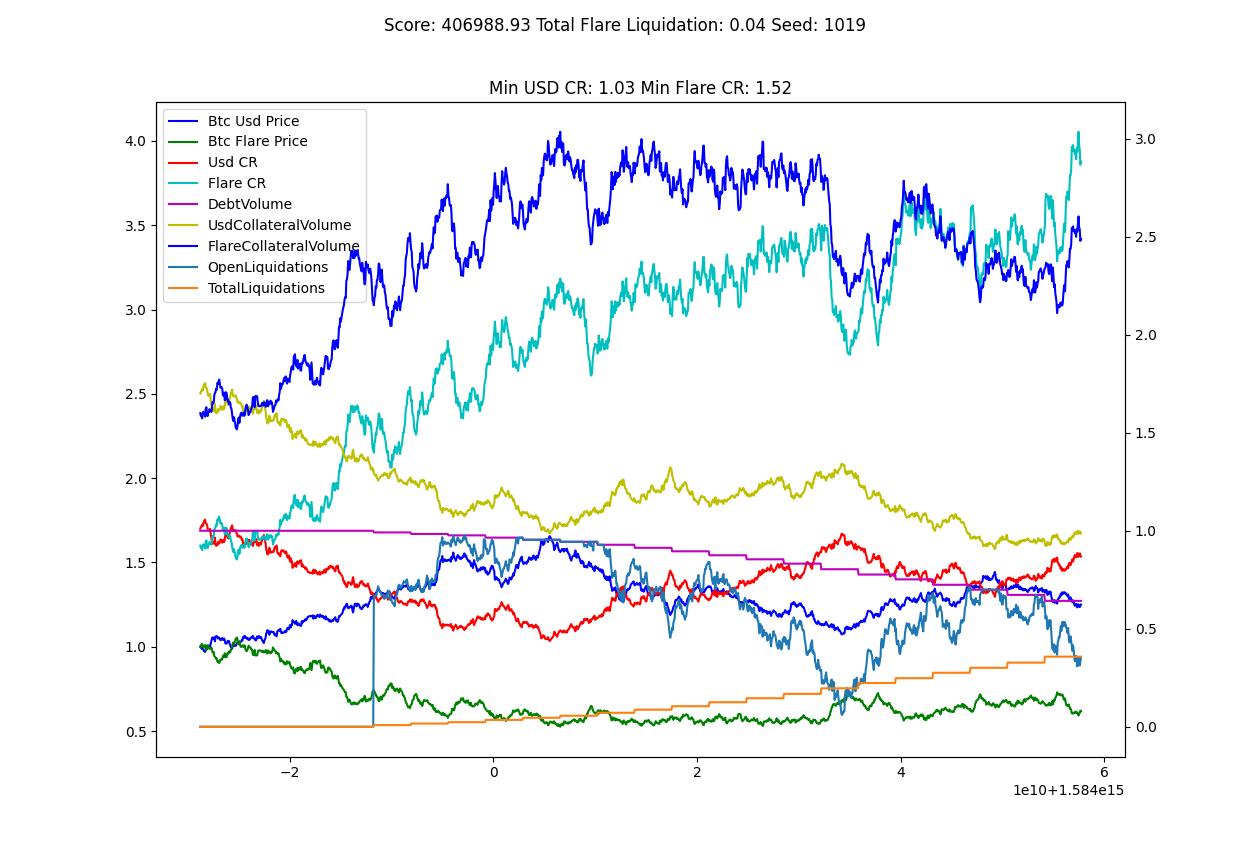 Score: 406988.93 Total Flare Liquidation: 0.04 Seed: 1019
Min USD CR: 1.03 Min Flare CR: 1.52
Btc Usd Price
Btc Flare Price
Usd CR
Flare CR
DebtVolume
UsdCollateralVolume
FlareCollateralVolume
OpenLiquidations
TotalLiquidations
4.0
3.5
3.0
2.5
2.0
1.5
1.0
0.5
3.0
2.5
2.0
1.5
1.0
0.5
0.0
−2
0
2
4
6
1e10+1.584e15